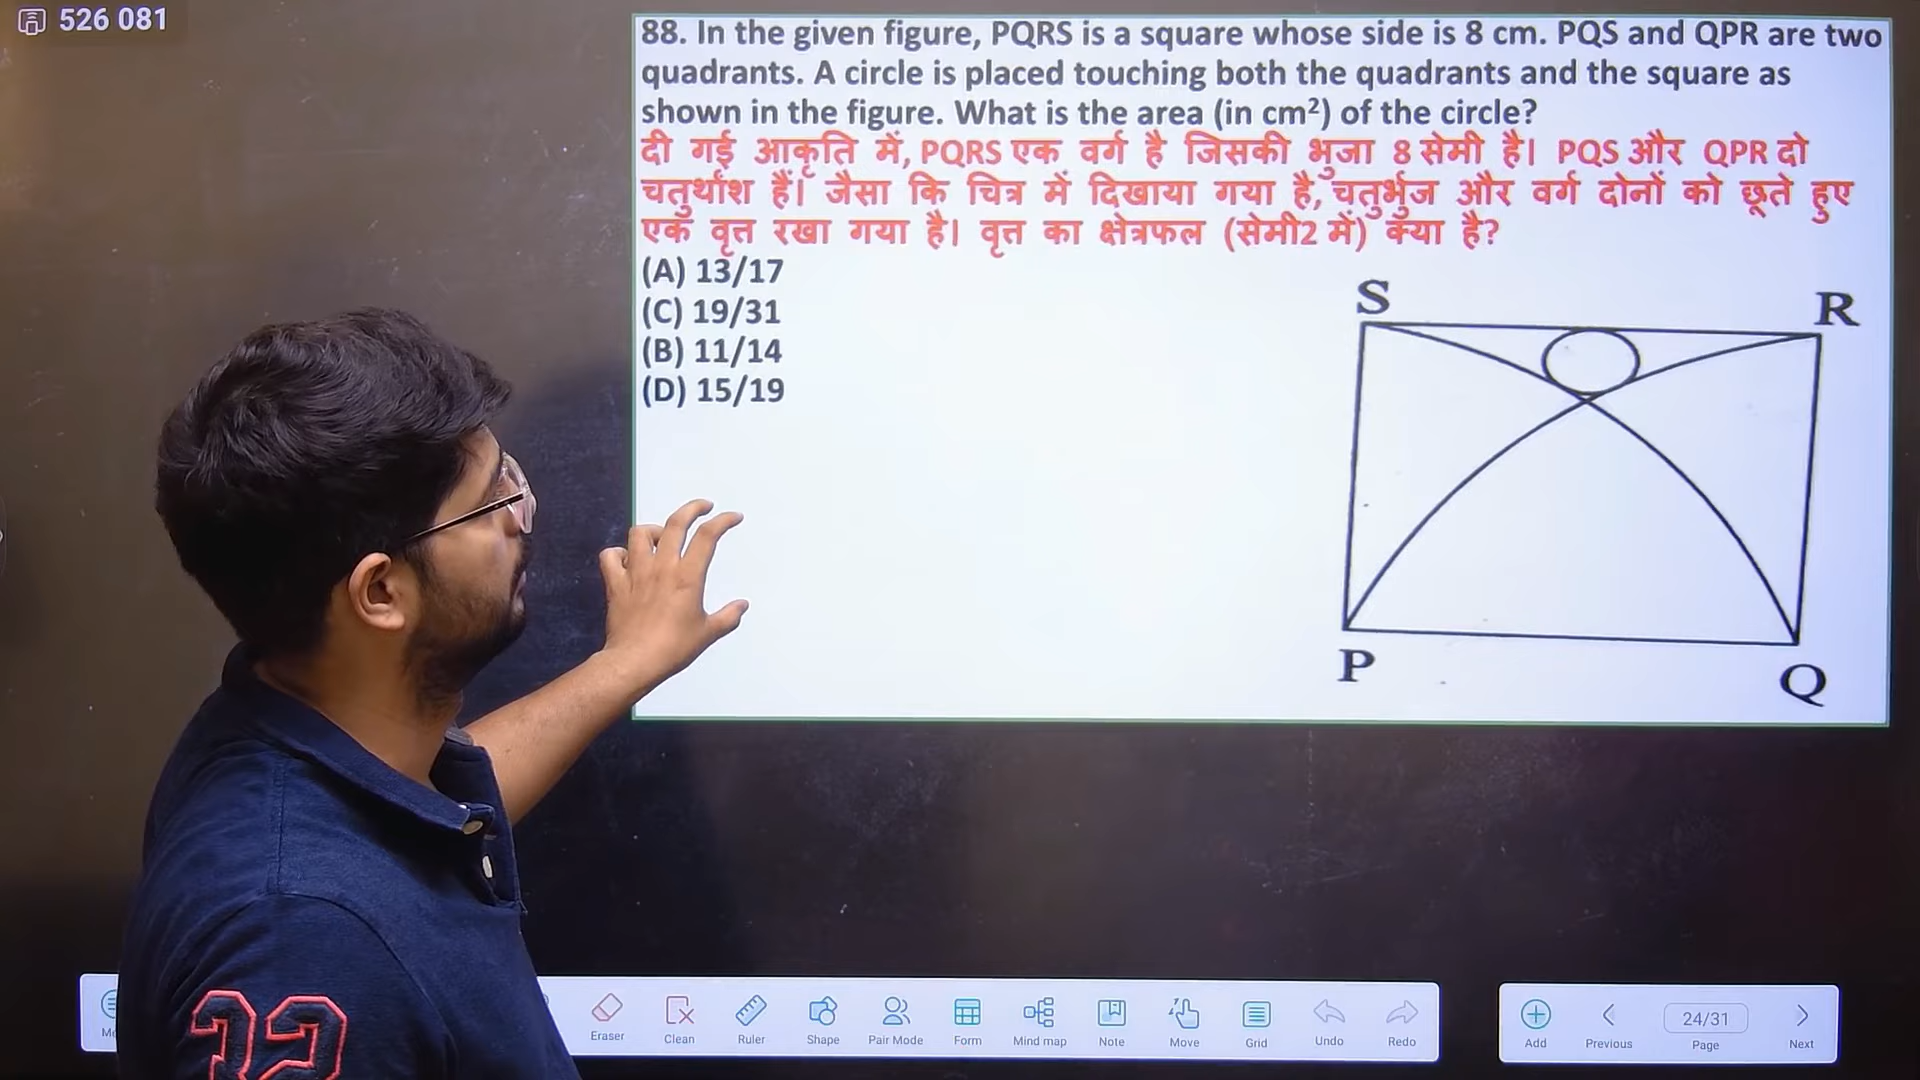 526 081
88. In the given figure, PQRS is a square whose side is 8 cm. PQS and QPR are two
quadrants. A circle is placed touching both the quadrants and the square as
shown in the figure. What is the area (in cm²) of the circle?
दी गई आकृति में, PQRS एक वर्ग है जिसकी भुजा 8 सेमी है। PQS और QPR दो
चतुर्थांश हैं। जैसा कि चित्र में दिखाया गया है, चतुर्भुज और वर्ग दोनों को छूते हुए
एक वृत्त रखा गया है। वृत्त का क्षेत्रफल (सेमी2 में) क्या है?
(A) 13/17
(C) 19/31
(B) 11/14
(D) 15/19
S
R
P
Q
32
Eraser
Clean
Ruler
Shape
Pair Mode
Form
Mind map
Note
Move
Grid
Undo
Redo
Add
Previous
24/31
Page
Next